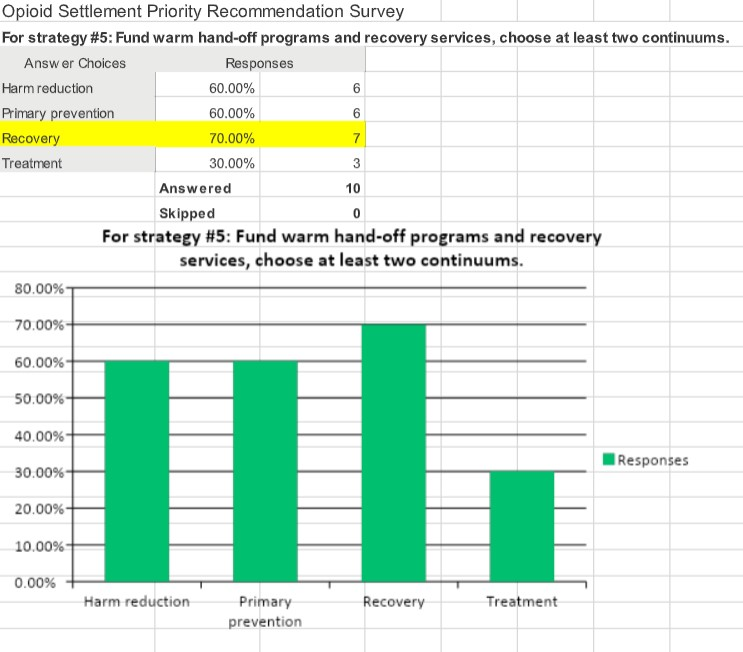 Opioid Settlement Priority Recommendation Survey
For strategy #5: Fund warm hand-off programs and recovery services, choose at least two continuums.
Answer Choices Responses
Harm reduction 60.00% 6
Primary prevention 60.00% 6
Recovery 70.00% 7
Treatment 30.00% 3
Answered 10
Skipped 0
For strategy #5: Fund warm hand-off programs and recovery
services, choose at least two continuums.
80.00%
70.00%
60.00%
50.00%
40.00%
30.00%
20.00%
10.00%
0.00%
Harm reduction Primary Recovery Treatment
prevention
Responses